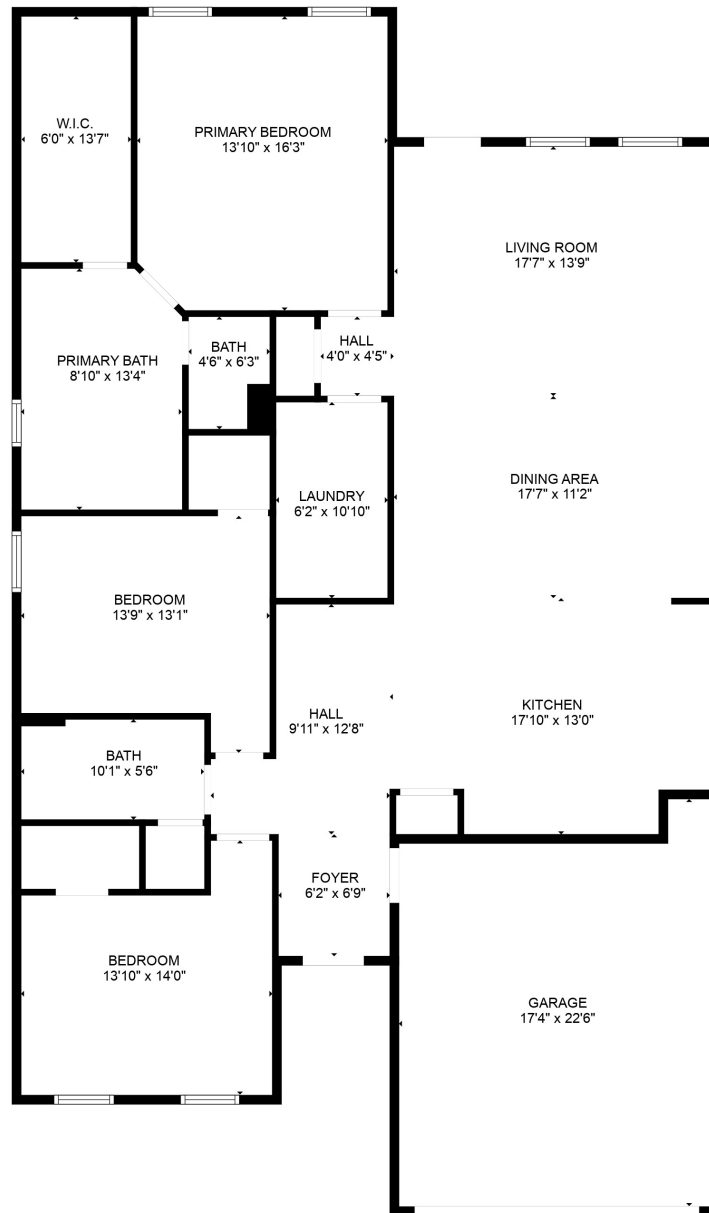 W.I.C.
6'0" x 13'7"
PRIMARY BEDROOM
13'10" x 16'3"
LIVING ROOM
17'7" x 13'9"
PRIMARY BATH
8'10" x 13'4"
BATH
4'6" x 6'3"
HALL
4'0" x 4'5"
LAUNDRY
6'2" x 10'10"
DINING AREA
17'7" x 11'2"
BEDROOM
13'9" x 13'1"
HALL
9'11" x 12'8"
KITCHEN
17'10" x 13'0"
BATH
10'1" x 5'6"
FOYER
6'2" x 6'9"
BEDROOM
13'10" x 14'0"
GARAGE
17'4" x 22'6"